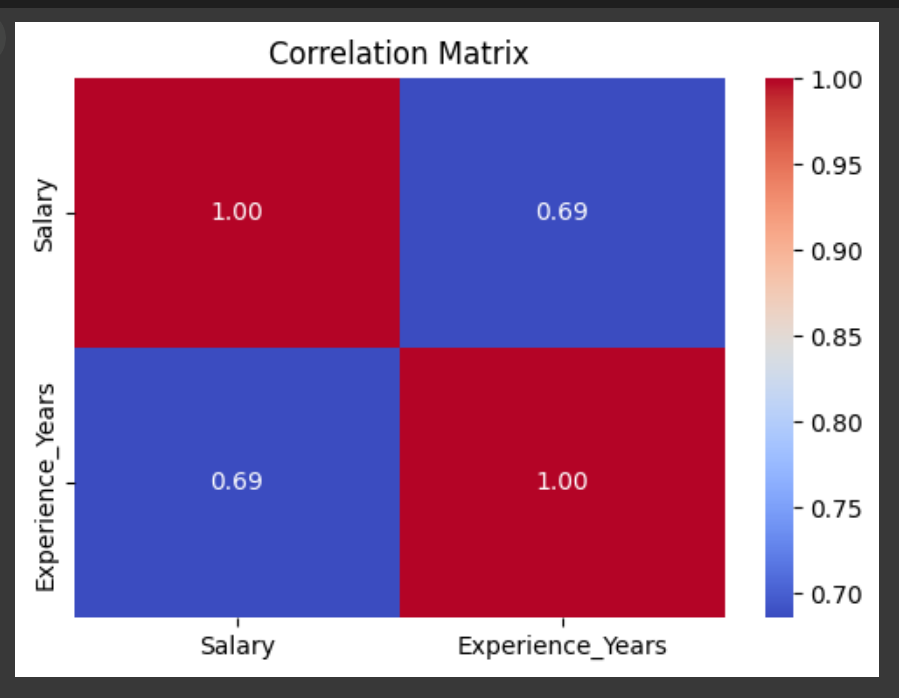 Correlation Matrix
Salary
1.00
0.69
Experience_Years
0.69
1.00
Salary
Experience_Years
1.00
0.95
0.90
0.85
0.80
0.75
0.70